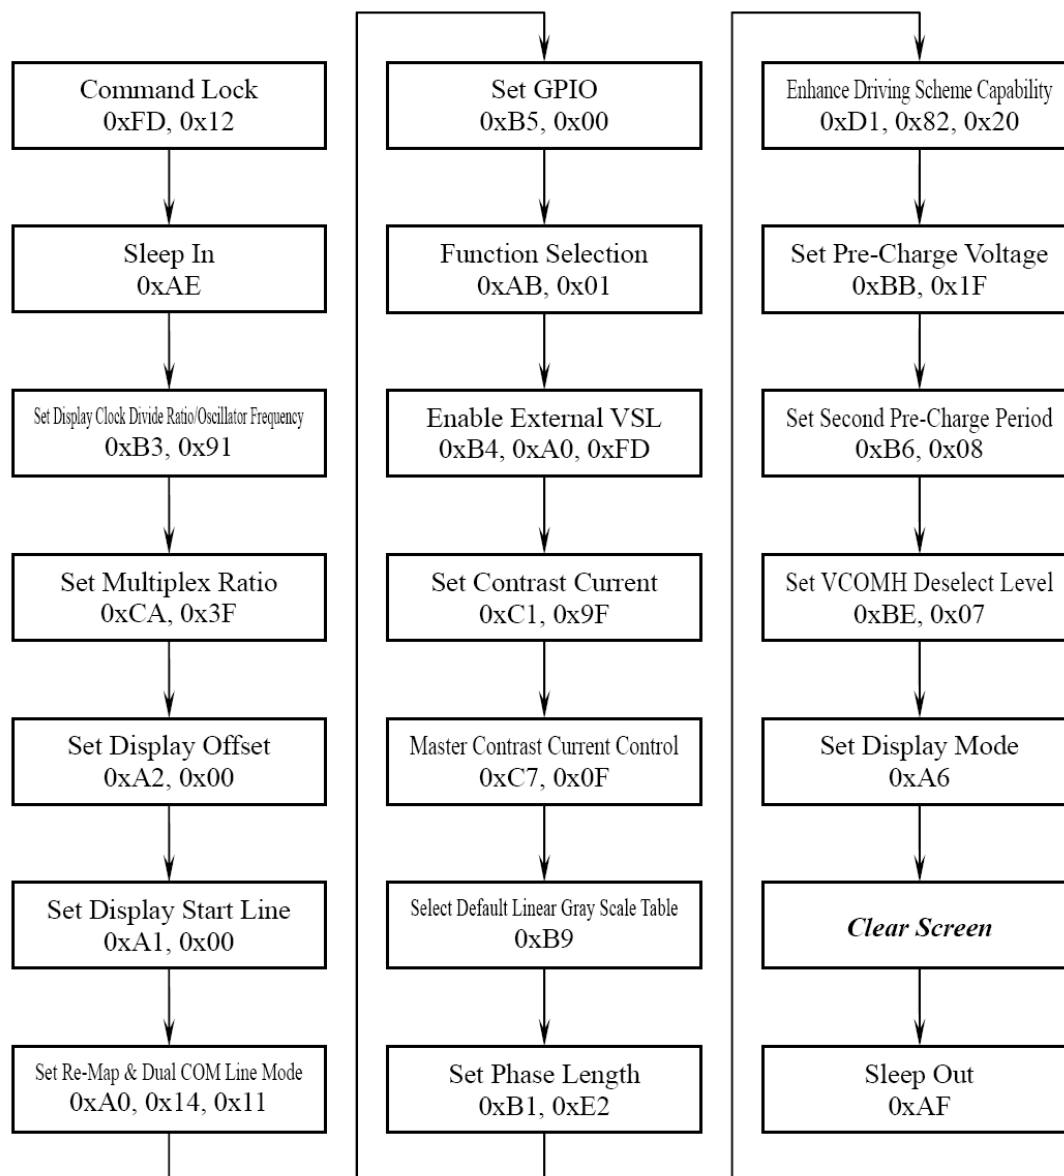 Command Lock
0xFD, 0x12
Sleep In
0xAE
Set Display Clock Divide Ratio/Oscillator Frequency
0xB3, 0x91
Set Multiplex Ratio
0xCA, 0x3F
Set Display Offset
0xA2, 0x00
Set Display Start Line
0xA1, 0x00
Set Re-Map & Dual COM Line Mode
0xA0, 0x14, 0x11
Set GPIO
0xB5, 0x00
Function Selection
0xAB, 0x01
Enable External VSL
0xB4, 0xA0, 0xFD
Set Contrast Current
0xC1, 0x9F
Master Contrast Current Control
0xC7, 0x0F
Select Default Linear Gray Scale Table
0xB9
Set Phase Length
0xB1, 0xE2
Enhance Driving Scheme Capability
0xD1, 0x82, 0x20
Set Pre-Charge Voltage
0xBB, 0x1F
Set Second Pre-Charge Period
0xB6, 0x08
Set VCOMH Deselect Level
0xBE, 0x07
Set Display Mode
0xA6
Clear Screen
Sleep Out
0xAF